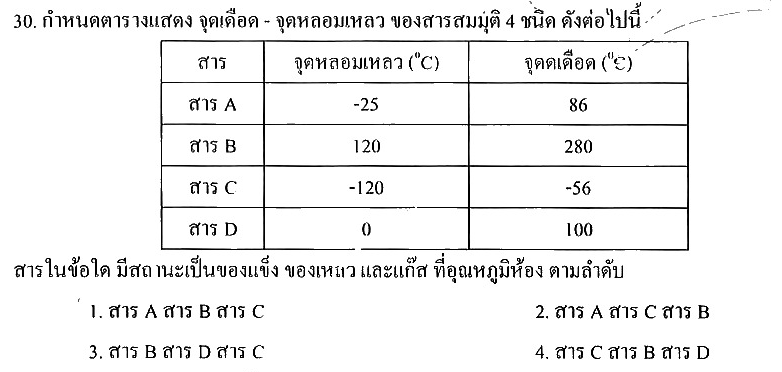 30. กำหนดตารางแสดง จุดเดือด - จุดหลอมเหลว ของสารสมมุติ 4 ชนิด ดังต่อไปนี้
สาร จุดหลอมเหลว (⁰C) จุดดเดือด (⁰C)
สาร A -25 86
สาร B 120 280
สาร C -120 -56
สาร D 0 100
สารในข้อใด มีสถานะเป็นของแข็ง ของเหลว และแก๊ส ที่อุณหภูมิห้อง ตามลำดับ
1. สาร A สาร B สาร C 2. สาร A สาร C สาร B
3. สาร B สาร D สาร C 4. สาร C สาร B สาร D